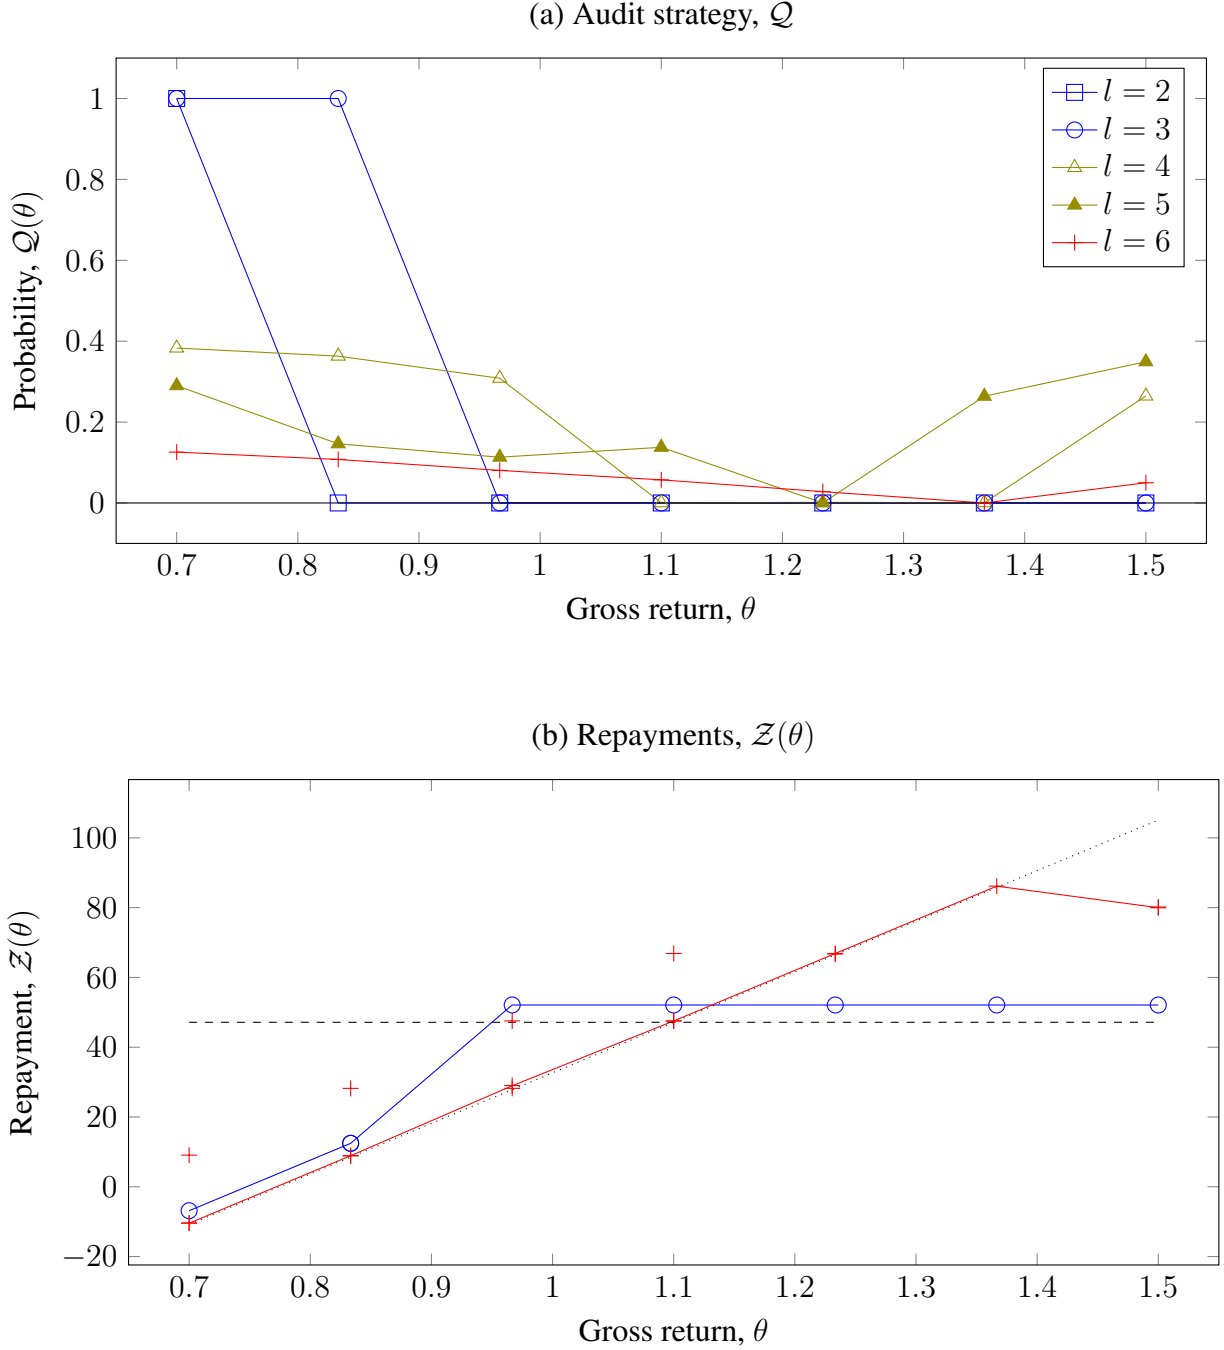 (a) Audit strategy, 𝒬
Probability, 𝒬(θ)
1
0.8
0.6
0.4
0.2
0
l = 2
l = 3
l = 4
l = 5
l = 6
0.7 0.8 0.9 1 1.1 1.2 1.3 1.4 1.5
Gross return, θ
(b) Repayments, 𝒵(θ)
Repayment, 𝒵(θ)
100
80
60
40
20
0
−20
0.7 0.8 0.9 1 1.1 1.2 1.3 1.4 1.5
Gross return, θ